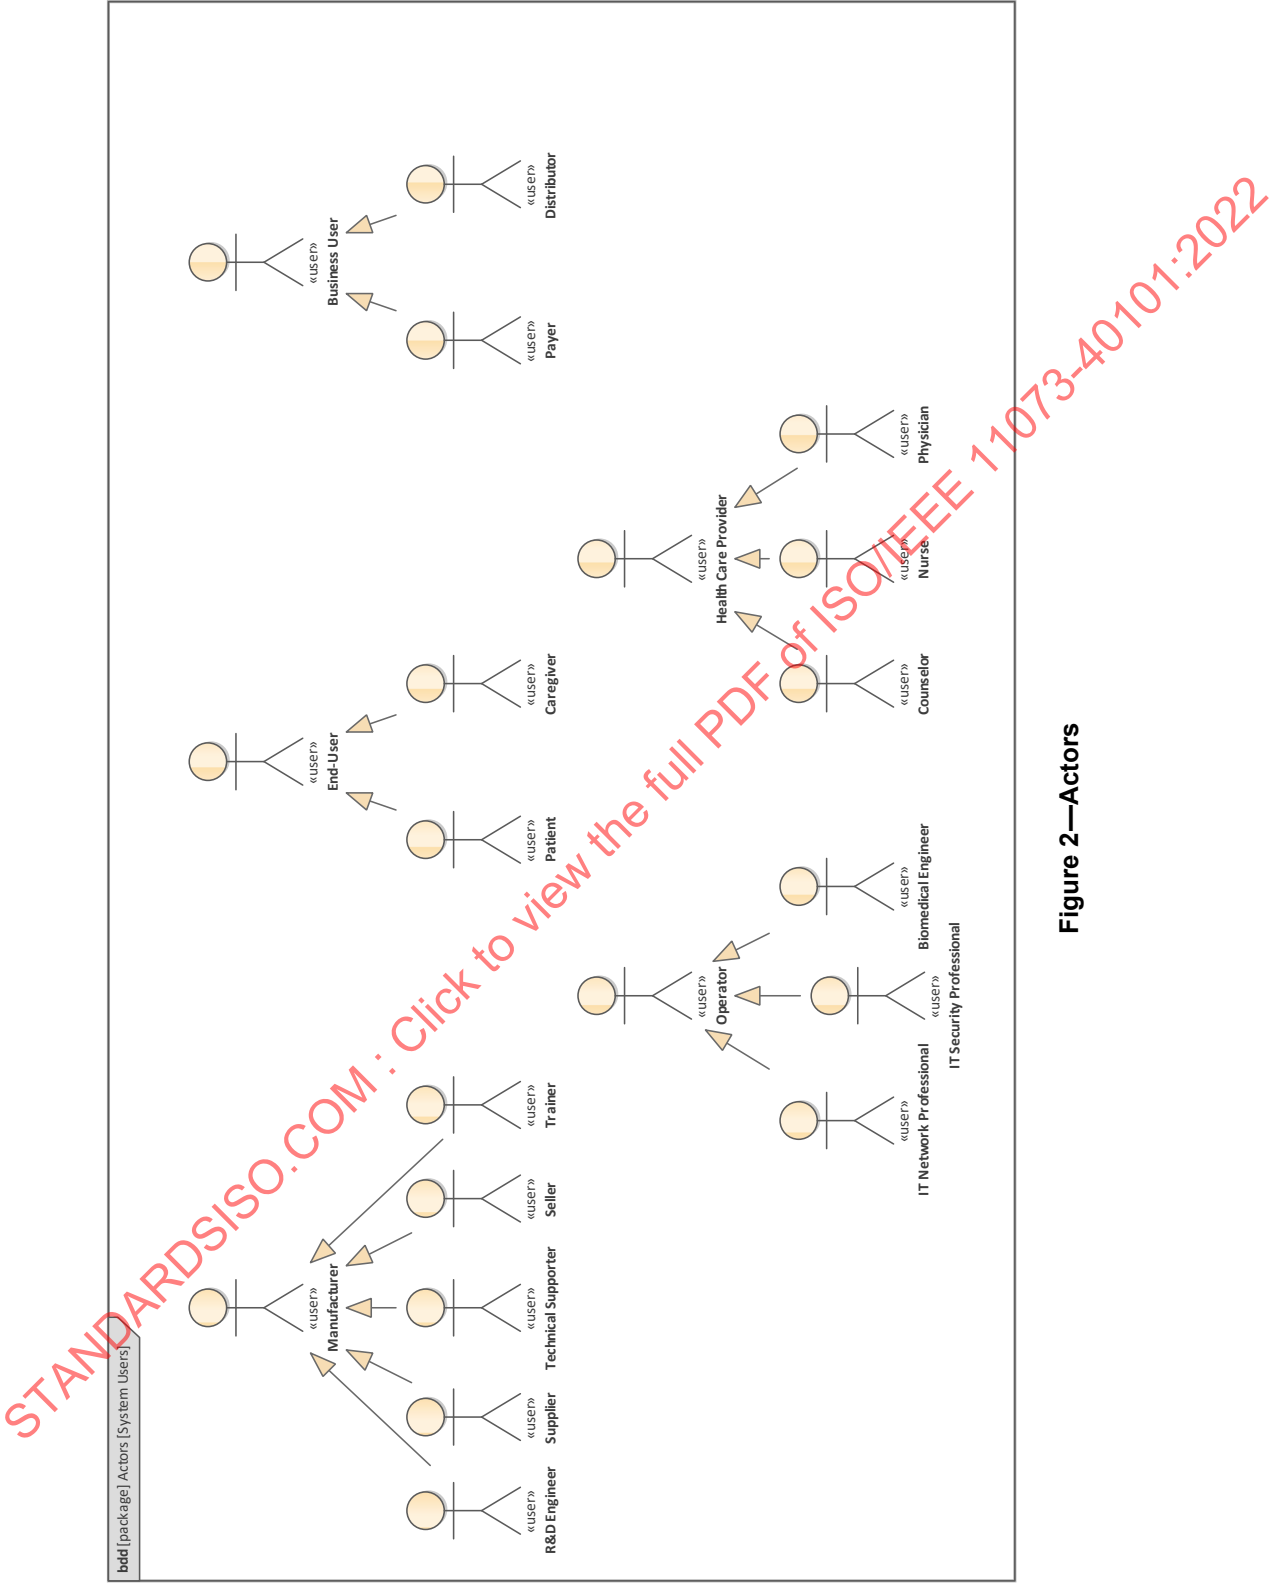 bdd [package] Actors [System Users]
«user»
Manufacturer
«user»
End-User
«user»
Business User
«user»
R&D Engineer
«user»
Supplier
«user»
Technical Supporter
«user»
Seller
«user»
Trainer
«user»
Patient
«user»
Caregiver
«user»
Payer
«user»
Distributor
«user»
Operator
«user»
Health Care Provider
«user»
IT Network Professional
«user»
IT Security Professional
«user»
Biomedical Engineer
«user»
Counselor
«user»
Nurse
«user»
Physician
Figure 2—Actors
STANDARDSISO.COM : Click to view the full PDF of ISO/IEEE 11073-40101:2022